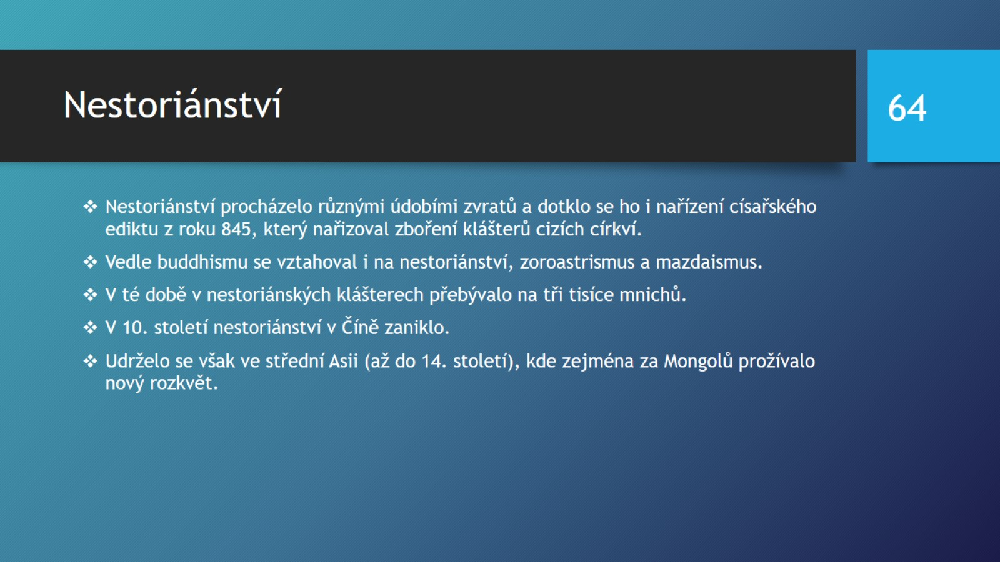 Nestoriánství
64
❖ Nestoriánství procházelo různými údobími zvratů a dotklo se ho i nařízení císařského
ediktu z roku 845, který nařizoval zboření klášterů cizích církví.
❖ Vedle buddhismu se vztahoval i na nestoriánství, zoroastrismus a mazdaismus.
❖ V té době v nestoriánských klášterech přebývalo na tři tisíce mnichů.
❖ V 10. století nestoriánství v Číně zaniklo.
❖ Udrželo se však ve střední Asii (až do 14. století), kde zejména za Mongolů prožívalo
nový rozkvět.